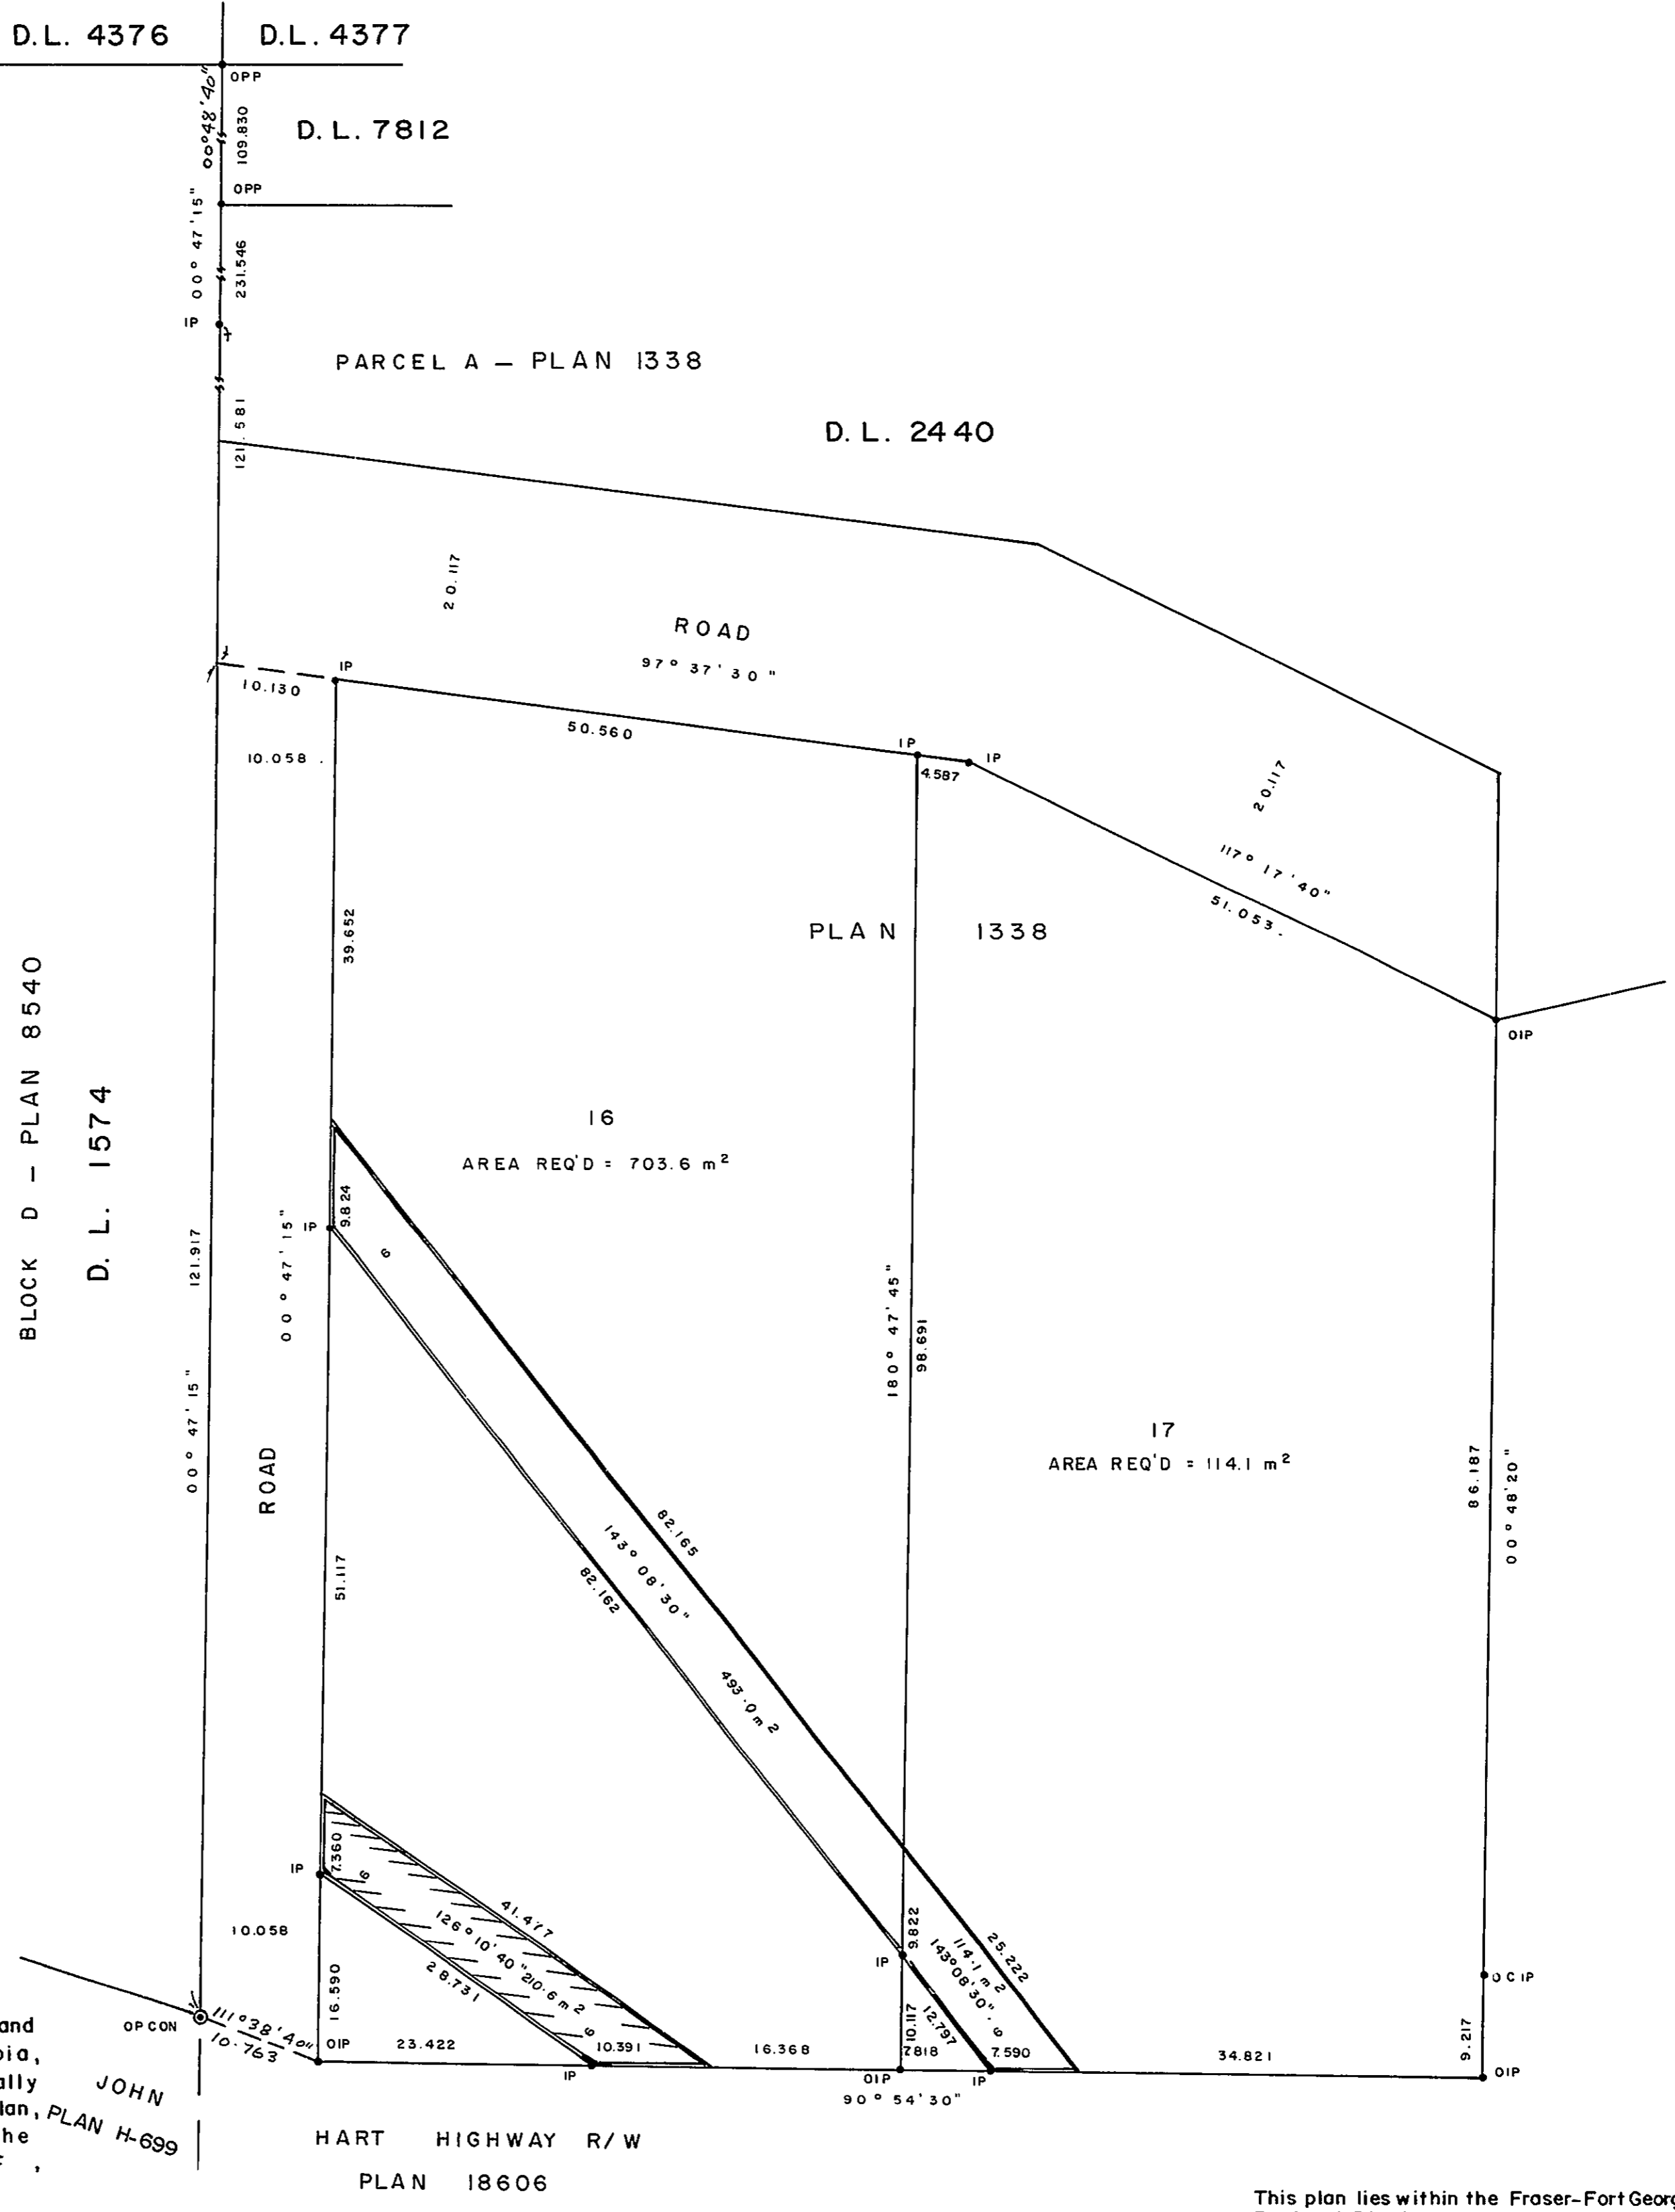 D.L. 4376
D.L. 4377
OPP
00°48'40"
109.830
D.L. 7812
OPP
00°47'15"
231.546
IP
PARCEL A – PLAN 1338
121.581
D.L. 2440
20.117
ROAD
97°37'30"
IP
10.130
50.560
10.058
IP
IP
4.587
20.117
117°17'40"
51.053
39.652
PLAN 1338
OIP
BLOCK D – PLAN 8540
D.L. 1574
16
AREA REQ'D = 703.6 m²
9.824
IP
6
121.917
00°47'15"
180°47'45"
98.691
00°47'15"
ROAD
17
AREA REQ'D = 114.1 m²
86.187
00°48'20"
82.165
143°08'30"
82.162
51.117
493.0 m2
7.360
IP
6
41.477
126°10'40"
210.6 m2
28.731
6
10.058
16.590
9.822
IP
114.1 m2
143°08'30"
6
25.222
OCIP
OPCON
111°38'40"
10.763
OIP
23.422
10.391
16.368
10.117
12.797
7.818
7.590
34.821
9.217
OIP
IP
OIP
IP
90°54'30"
and
bia,
ally
lan,
he
JOHN
PLAN H-699
HART HIGHWAY R/W
PLAN 18606
This plan lies within the Fraser-Fort Georg